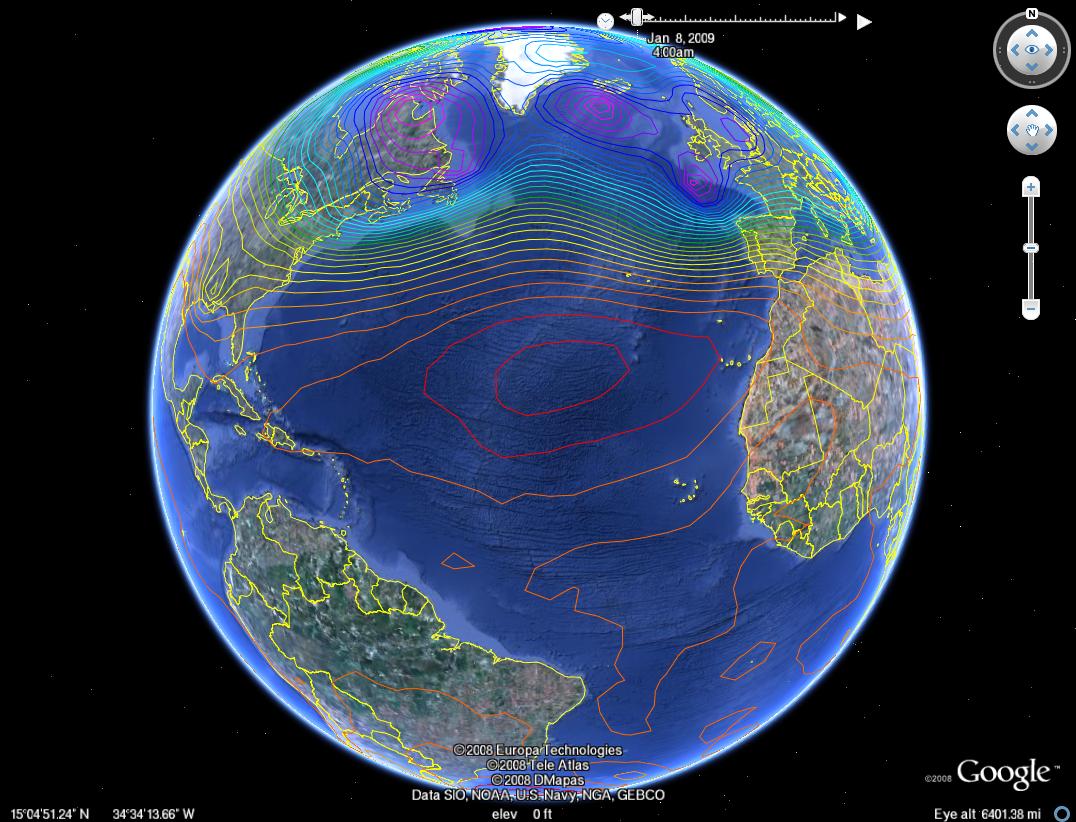 N
Jan 8, 2009
4:00am
©2008 Europa Technologies
©2008 Tele Atlas
© 2008 DMapas
Data SIO, NOAA, U.S. Navy, NGA, GEBCO
©2008 Google™
15°04'51.24" N 34°34'13.66" W elev 0 ft Eye alt 6401.38 mi